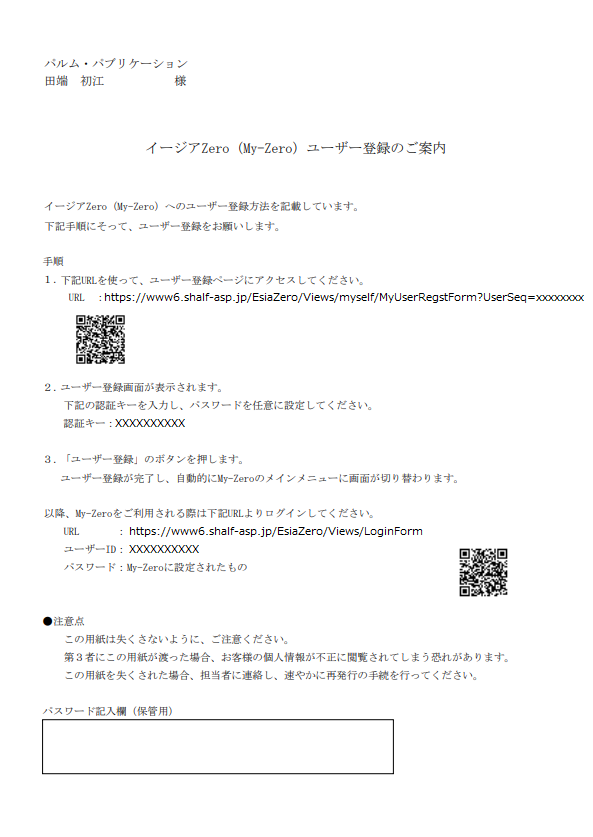 パルム・パブリケーション
田端　初江　　　　　　様
イージアZero（My-Zero）ユーザー登録のご案内
イージアZero（My-Zero）へのユーザー登録方法を記載しています。
下記手順にそって、ユーザー登録をお願いします。
手順
１．下記URLを使って、ユーザー登録ページにアクセスしてください。
URL　：https://www6.shalf-asp.jp/EsiaZero/Views/myself/MyUserRegstForm?UserSeq=xxxxxxxx
２．ユーザー登録画面が表示されます。
下記の認証キーを入力し、パスワードを任意に設定してください。
認証キー：XXXXXXXXXX
３．「ユーザー登録」のボタンを押します。
ユーザー登録が完了し、自動的にMy-Zeroのメインメニューに画面が切り替わります。
以降、My-Zeroをご利用される際は下記URLよりログインしてください。
URL　　　：https://www6.shalf-asp.jp/EsiaZero/Views/LoginForm
ユーザーID：XXXXXXXXXX
パスワード：My-Zeroに設定されたもの
●注意点
この用紙は失くさないように、ご注意ください。
第３者にこの用紙が渡った場合、お客様の個人情報が不正に閲覧されてしまう恐れがあります。
この用紙を失くされた場合、担当者に連絡し、速やかに再発行の手続を行ってください。
パスワード記入欄（保管用）